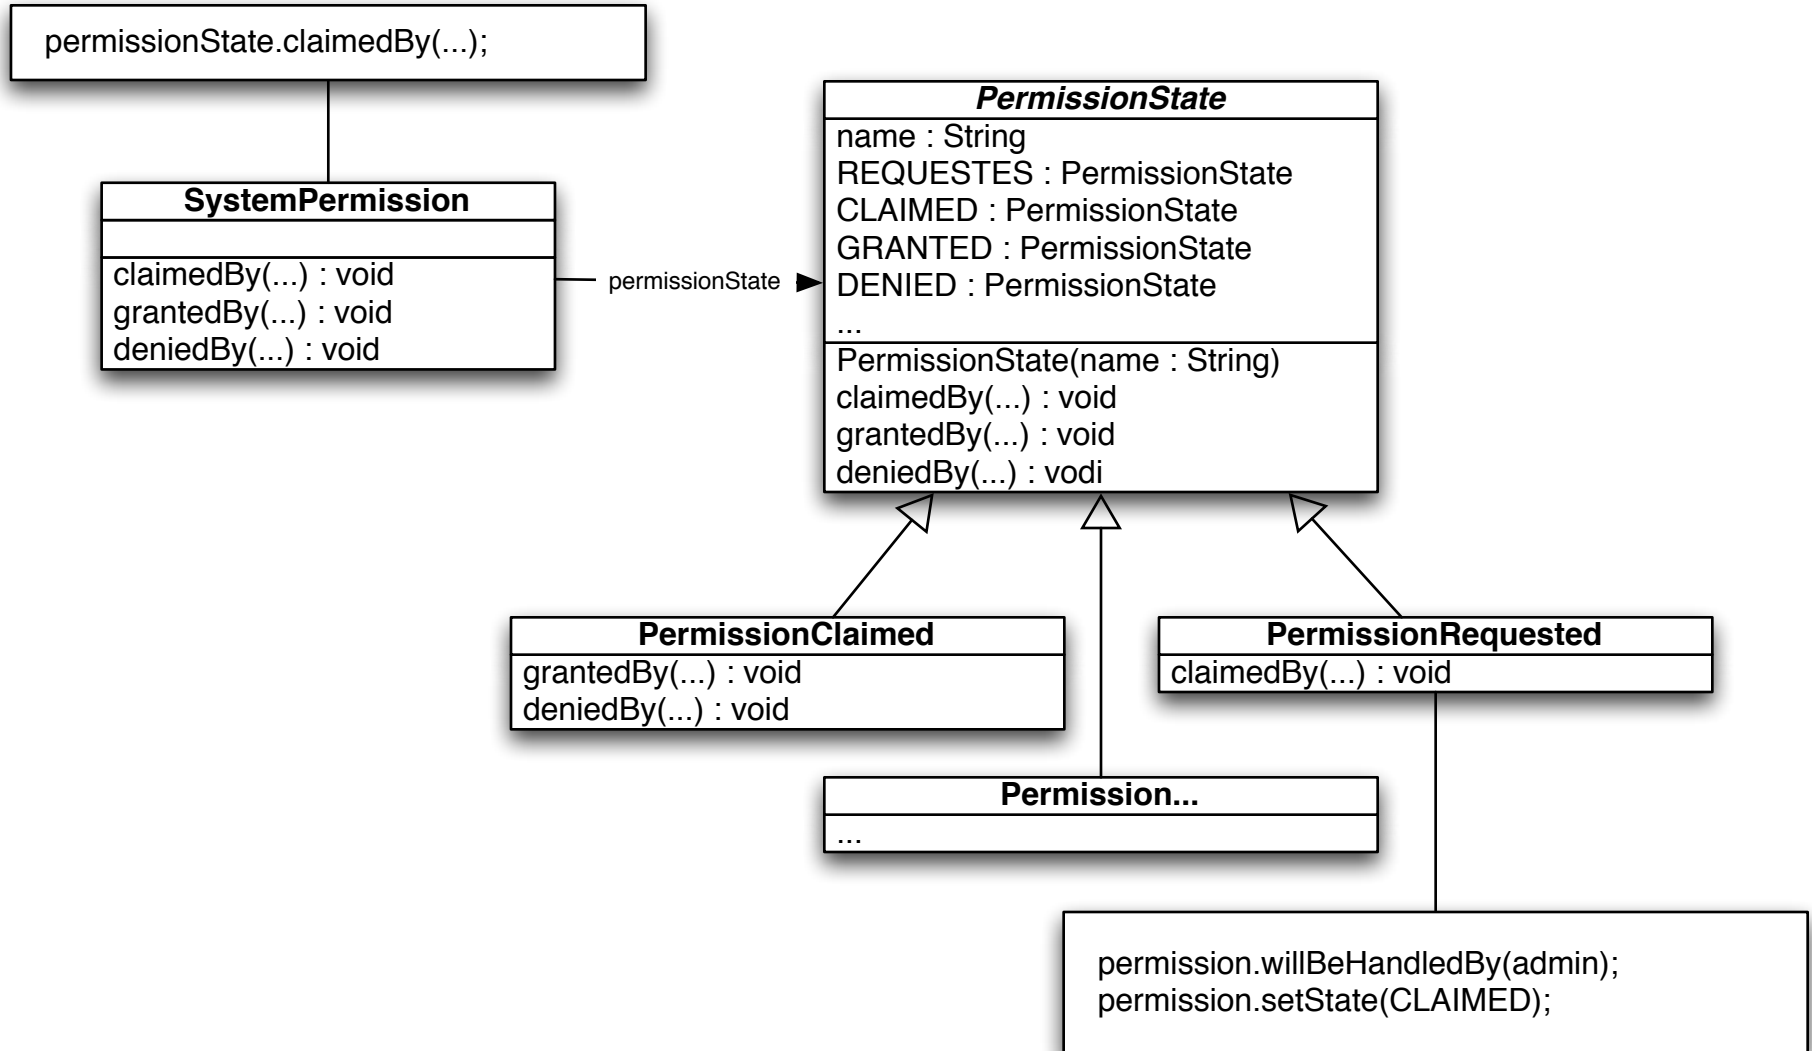 permissionState.claimedBy(...);
PermissionState
name : String
REQUESTES : PermissionState
CLAIMED : PermissionState
GRANTED : PermissionState
DENIED : PermissionState
...
PermissionState(name : String)
claimedBy(...) : void
grantedBy(...) : void
deniedBy(...) : vodi
SystemPermission
claimedBy(...) : void
grantedBy(...) : void
deniedBy(...) : void
permissionState
PermissionClaimed
grantedBy(...) : void
deniedBy(...) : void
PermissionRequested
claimedBy(...) : void
Permission...
...
permission.willBeHandledBy(admin);
permission.setState(CLAIMED);